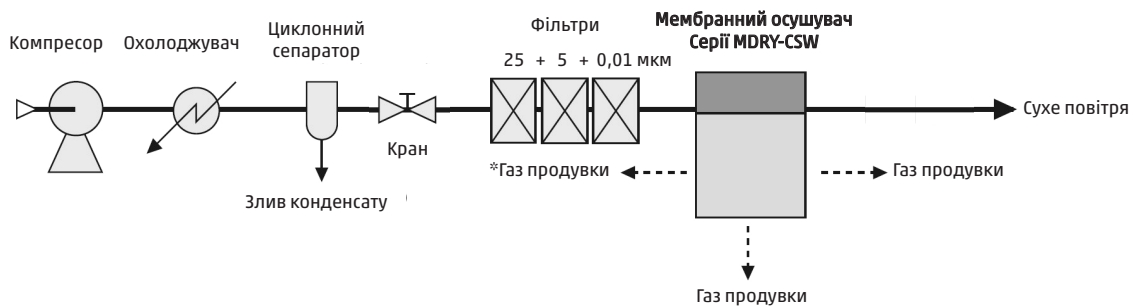 Компресор
Охолоджувач
Циклонний
сепаратор
Фільтри
25 + 5 + 0,01 мкм
Мембранний осушувач
Серії MDRY-CSW
Сухе повітря
Кран
Злив конденсату
*Газ продувки
Газ продувки
Газ продувки